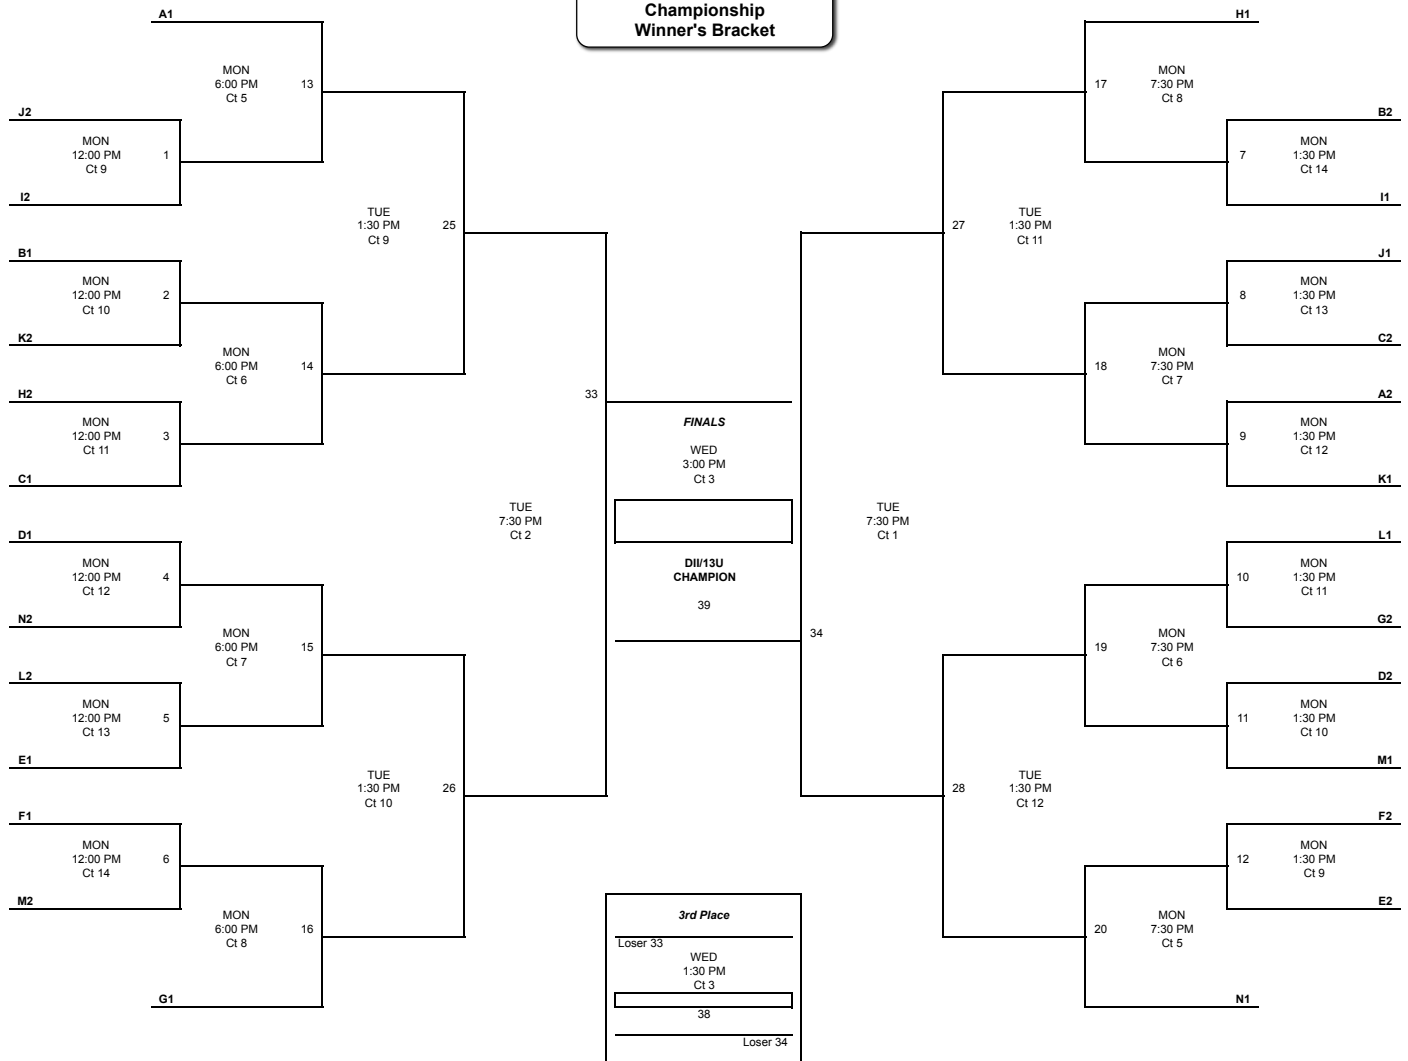 Championship
Winner's Bracket
A1
MON
6:00 PM
Ct 5
13
J2
MON
12:00 PM
Ct 9
1
I2
TUE
1:30 PM
Ct 9
25
B1
MON
12:00 PM
Ct 10
2
K2
MON
6:00 PM
Ct 6
14
H2
MON
12:00 PM
Ct 11
3
C1
33
TUE
7:30 PM
Ct 2
D1
MON
12:00 PM
Ct 12
4
N2
MON
6:00 PM
Ct 7
15
L2
MON
12:00 PM
Ct 13
5
E1
TUE
1:30 PM
Ct 10
26
F1
MON
12:00 PM
Ct 14
6
M2
MON
6:00 PM
Ct 8
16
G1
FINALS
WED
3:00 PM
Ct 3
DII/13U
CHAMPION
39
3rd Place
Loser 33
WED
1:30 PM
Ct 3
38
Loser 34
H1
17
MON
7:30 PM
Ct 8
B2
7
MON
1:30 PM
Ct 14
I1
27
TUE
1:30 PM
Ct 11
J1
8
MON
1:30 PM
Ct 13
C2
18
MON
7:30 PM
Ct 7
A2
9
MON
1:30 PM
Ct 12
K1
TUE
7:30 PM
Ct 1
34
L1
10
MON
1:30 PM
Ct 11
G2
19
MON
7:30 PM
Ct 6
D2
11
MON
1:30 PM
Ct 10
M1
28
TUE
1:30 PM
Ct 12
F2
12
MON
1:30 PM
Ct 9
E2
20
MON
7:30 PM
Ct 5
N1